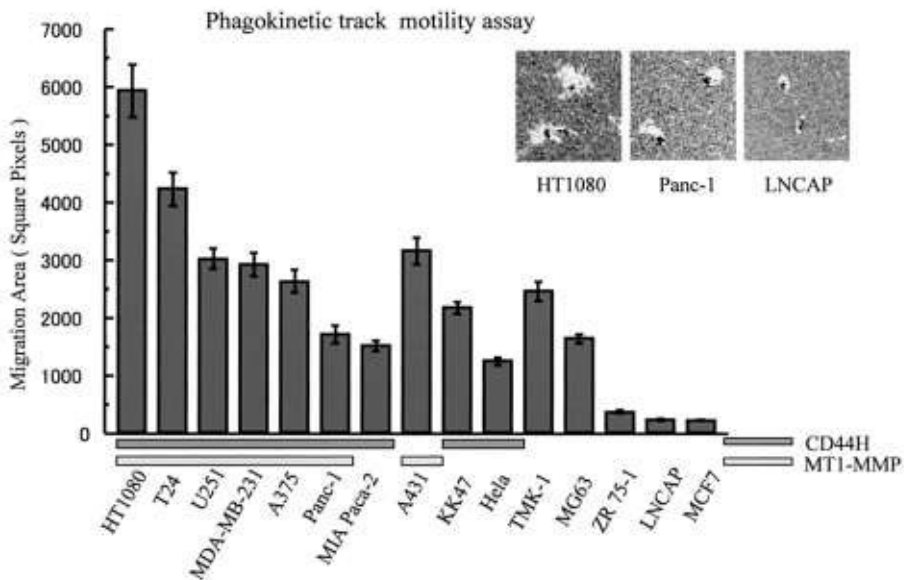 Phagokinetic track motility assay
7000
6000
5000
4000
3000
2000
1000
0
Migration Area ( Square Pixels )
HT1080
Panc-1
LNCAP
CD44H
MT1-MMP
HT1080
T24
U251
MDA-MB-231
A375
Panc-1
MIA Paca-2
A431
KK47
Hela
TMK-1
MG63
ZR 75-1
LNCAP
MCF7